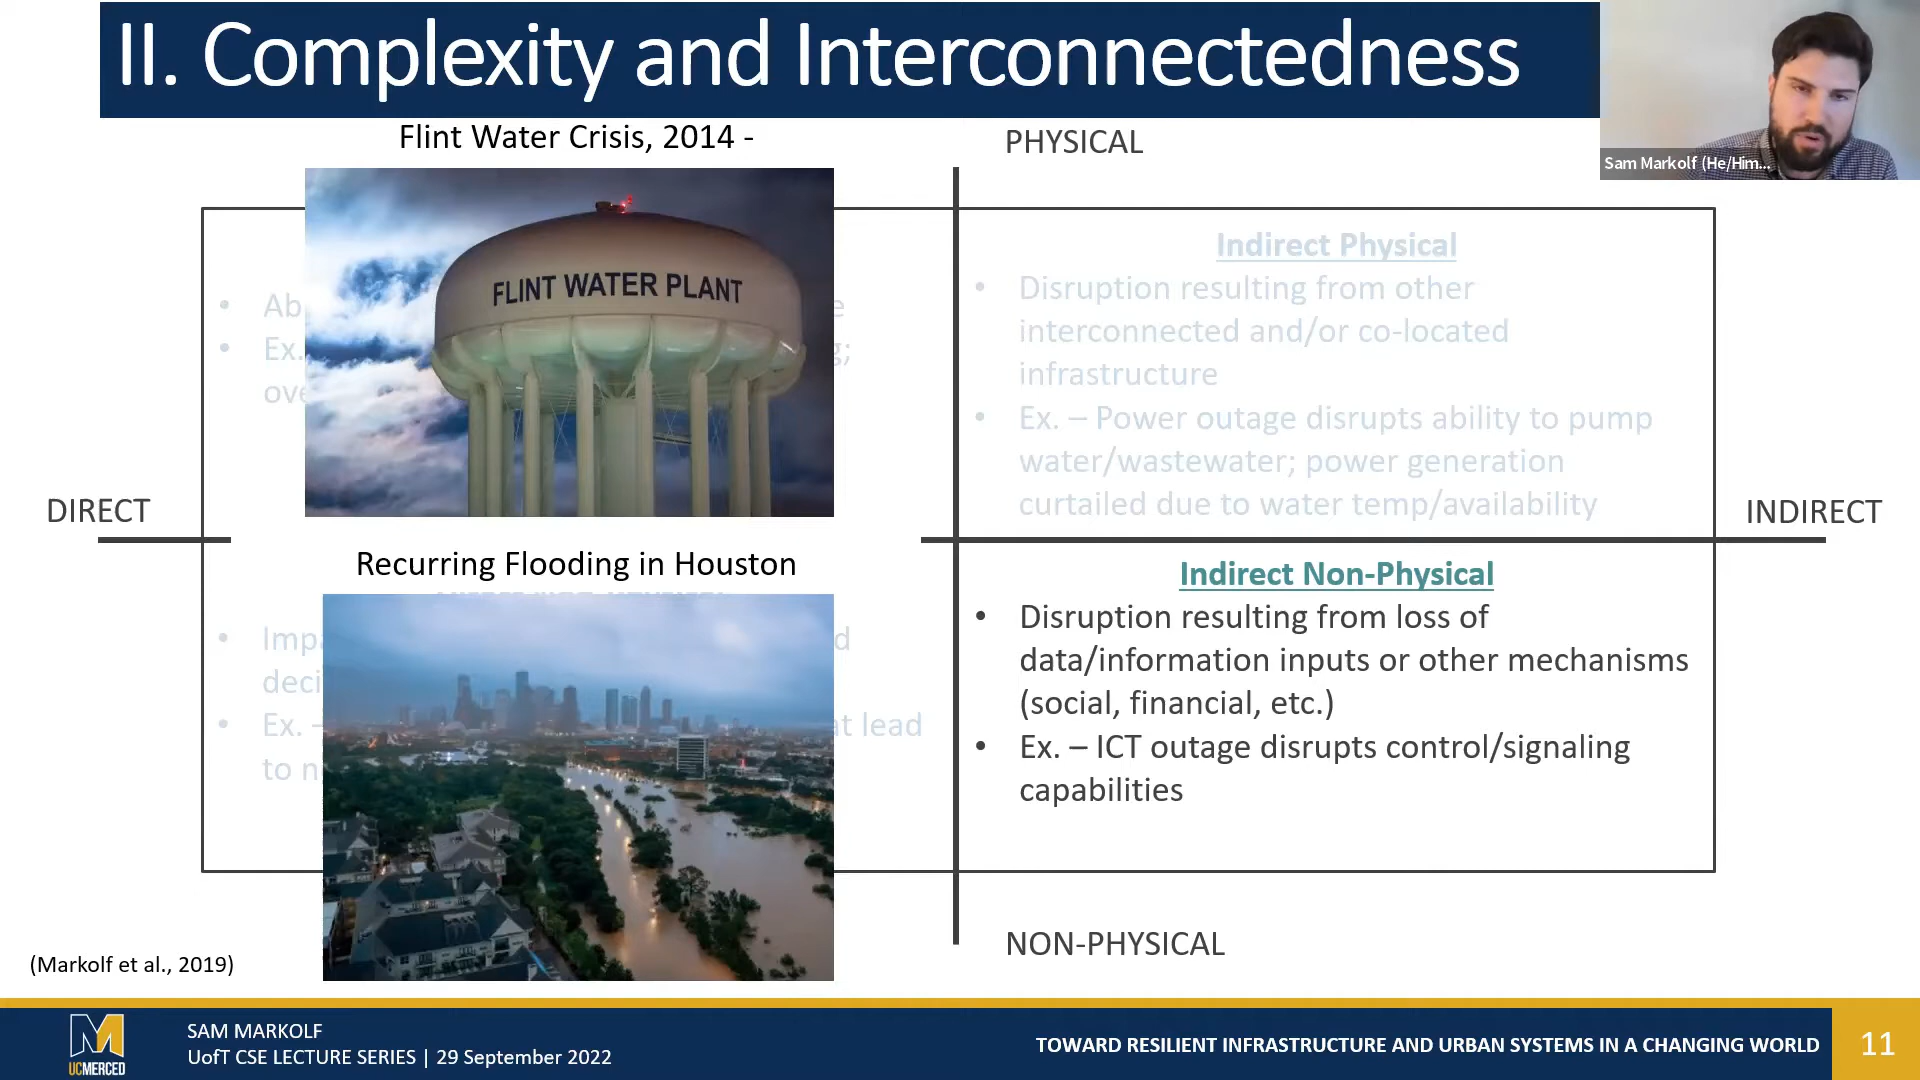 II. Complexity and Interconnectedness
Sam Markolf (He/Him...
Flint Water Crisis, 2014 -
PHYSICAL
FLINT WATER PLANT
Indirect Physical
• Disruption resulting from other
interconnected and/or co-located
infrastructure
• Ex. – Power outage disrupts ability to pump
water/wastewater; power generation
curtailed due to water temp/availability
DIRECT
INDIRECT
Recurring Flooding in Houston
Indirect Non-Physical
• Disruption resulting from loss of
data/information inputs or other mechanisms
(social, financial, etc.)
• Ex. – ICT outage disrupts control/signaling
capabilities
• Ex. –
at lead
to
NON-PHYSICAL
(Markolf et al., 2019)
UCMERCED
SAM MARKOLF
UofT CSE LECTURE SERIES | 29 September 2022
TOWARD RESILIENT INFRASTRUCTURE AND URBAN SYSTEMS IN A CHANGING WORLD
11